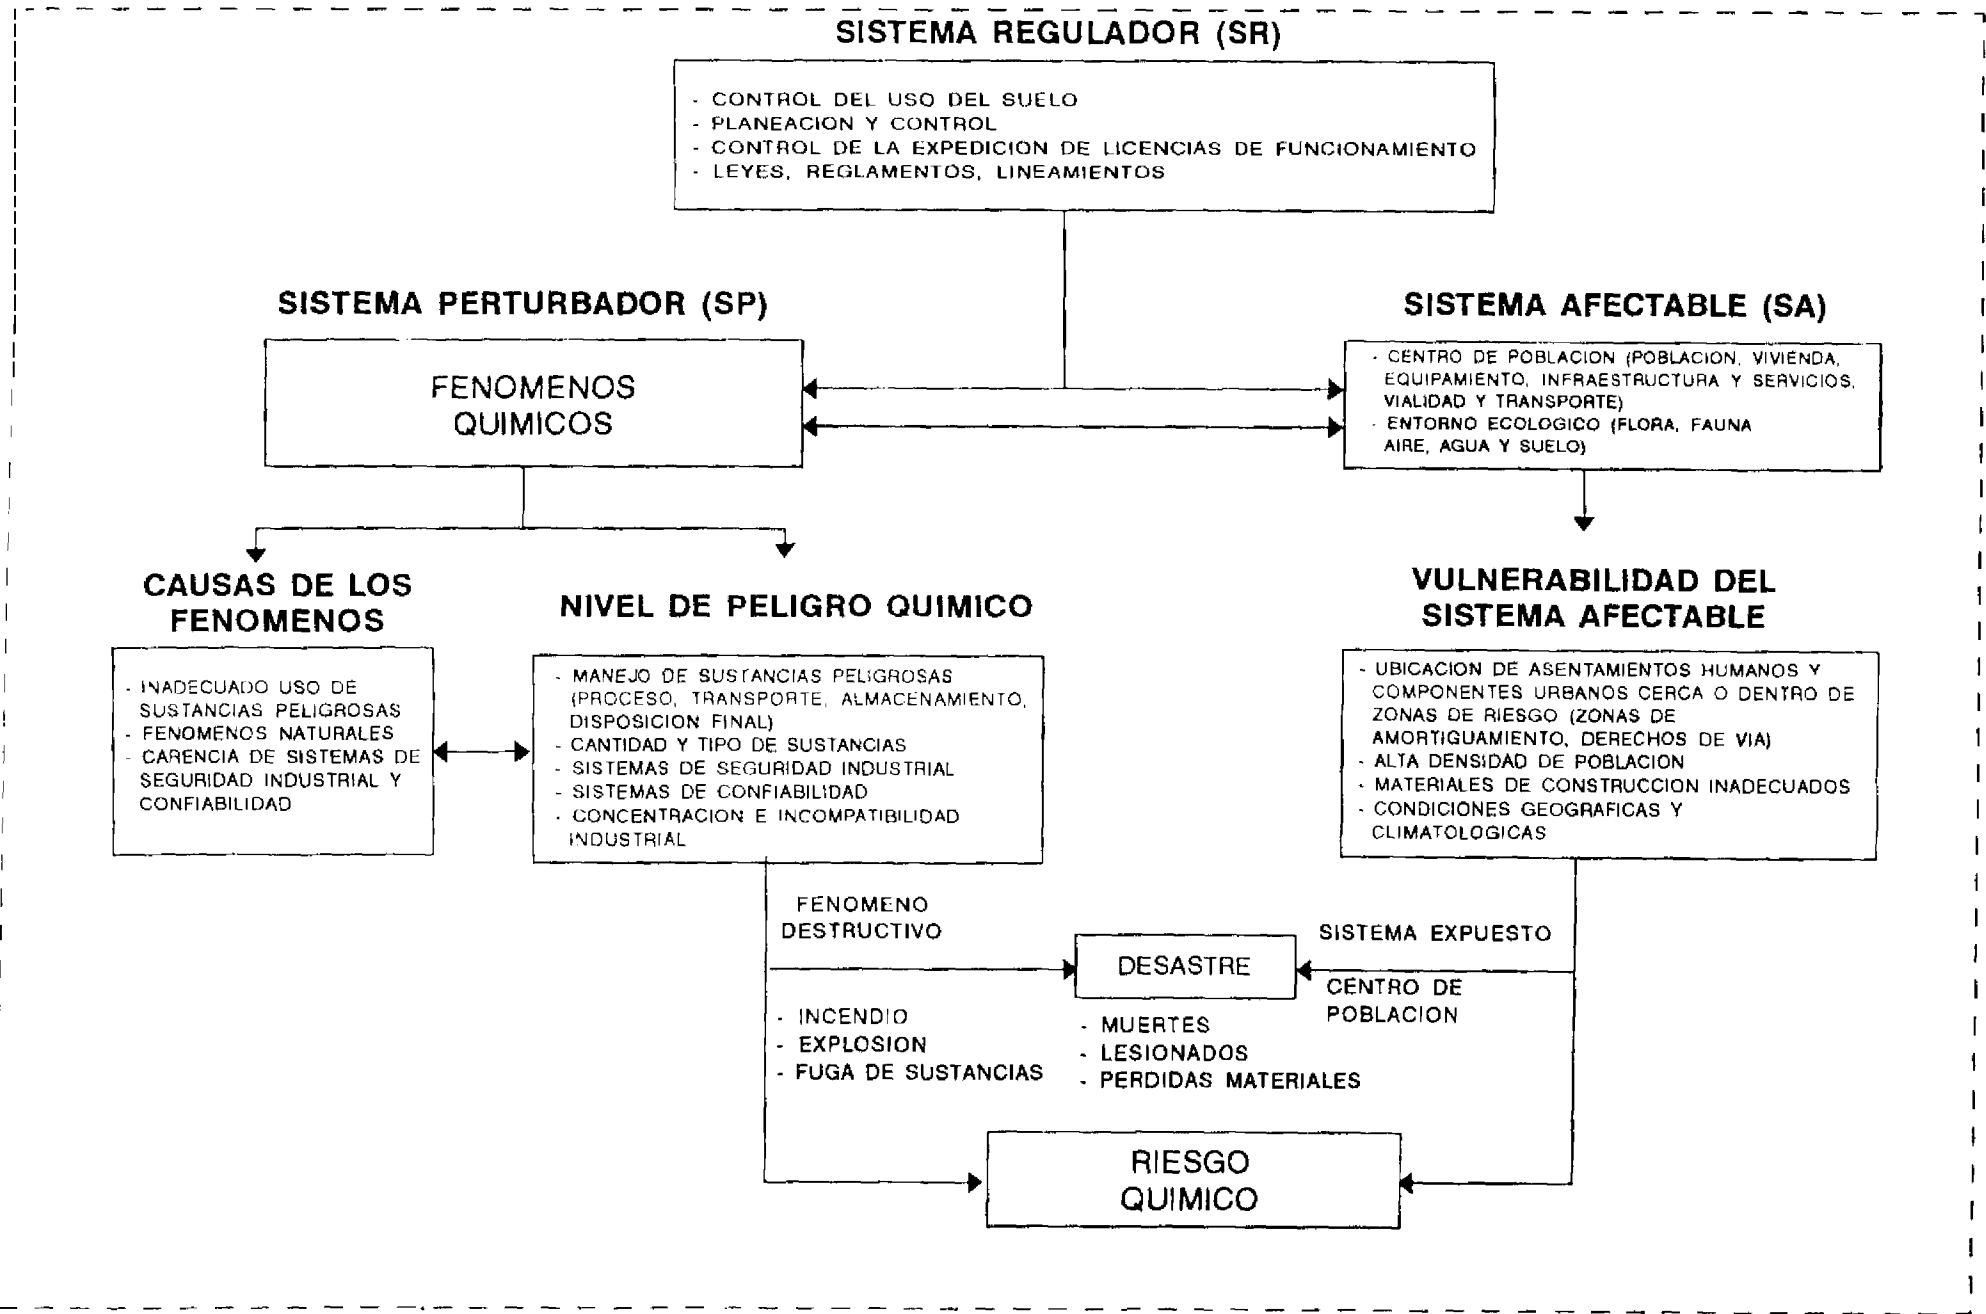 SISTEMA REGULADOR (SR)
- CONTROL DEL USO DEL SUELO
- PLANEACION Y CONTROL
- CONTROL DE LA EXPEDICION DE LICENCIAS DE FUNCIONAMIENTO
- LEYES, REGLAMENTOS, LINEAMIENTOS
SISTEMA PERTURBADOR (SP)
FENOMENOS
QUIMICOS
SISTEMA AFECTABLE (SA)
- CENTRO DE POBLACION (POBLACION, VIVIENDA,
EQUIPAMIENTO, INFRAESTRUCTURA Y SERVICIOS,
VIALIDAD Y TRANSPORTE)
- ENTORNO ECOLOGICO (FLORA, FAUNA
AIRE, AGUA Y SUELO)
CAUSAS DE LOS
FENOMENOS
- INADECUADO USO DE
SUSTANCIAS PELIGROSAS
- FENOMENOS NATURALES
- CARENCIA DE SISTEMAS DE
SEGURIDAD INDUSTRIAL Y
CONFIABILIDAD
NIVEL DE PELIGRO QUIMICO
- MANEJO DE SUSTANCIAS PELIGROSAS
(PROCESO, TRANSPORTE, ALMACENAMIENTO,
DISPOSICION FINAL)
- CANTIDAD Y TIPO DE SUSTANCIAS
- SISTEMAS DE SEGURIDAD INDUSTRIAL
- SISTEMAS DE CONFIABILIDAD
- CONCENTRACION E INCOMPATIBILIDAD
INDUSTRIAL
VULNERABILIDAD DEL
SISTEMA AFECTABLE
- UBICACION DE ASENTAMIENTOS HUMANOS Y
COMPONENTES URBANOS CERCA O DENTRO DE
ZONAS DE RIESGO (ZONAS DE
AMORTIGUAMIENTO, DERECHOS DE VIA)
- ALTA DENSIDAD DE POBLACION
- MATERIALES DE CONSTRUCCION INADECUADOS
- CONDICIONES GEOGRAFICAS Y
CLIMATOLOGICAS
FENOMENO
DESTRUCTIVO
- INCENDIO
- EXPLOSION
- FUGA DE SUSTANCIAS
DESASTRE
- MUERTES
- LESIONADOS
- PERDIDAS MATERIALES
SISTEMA EXPUESTO
CENTRO DE
POBLACION
RIESGO
QUIMICO